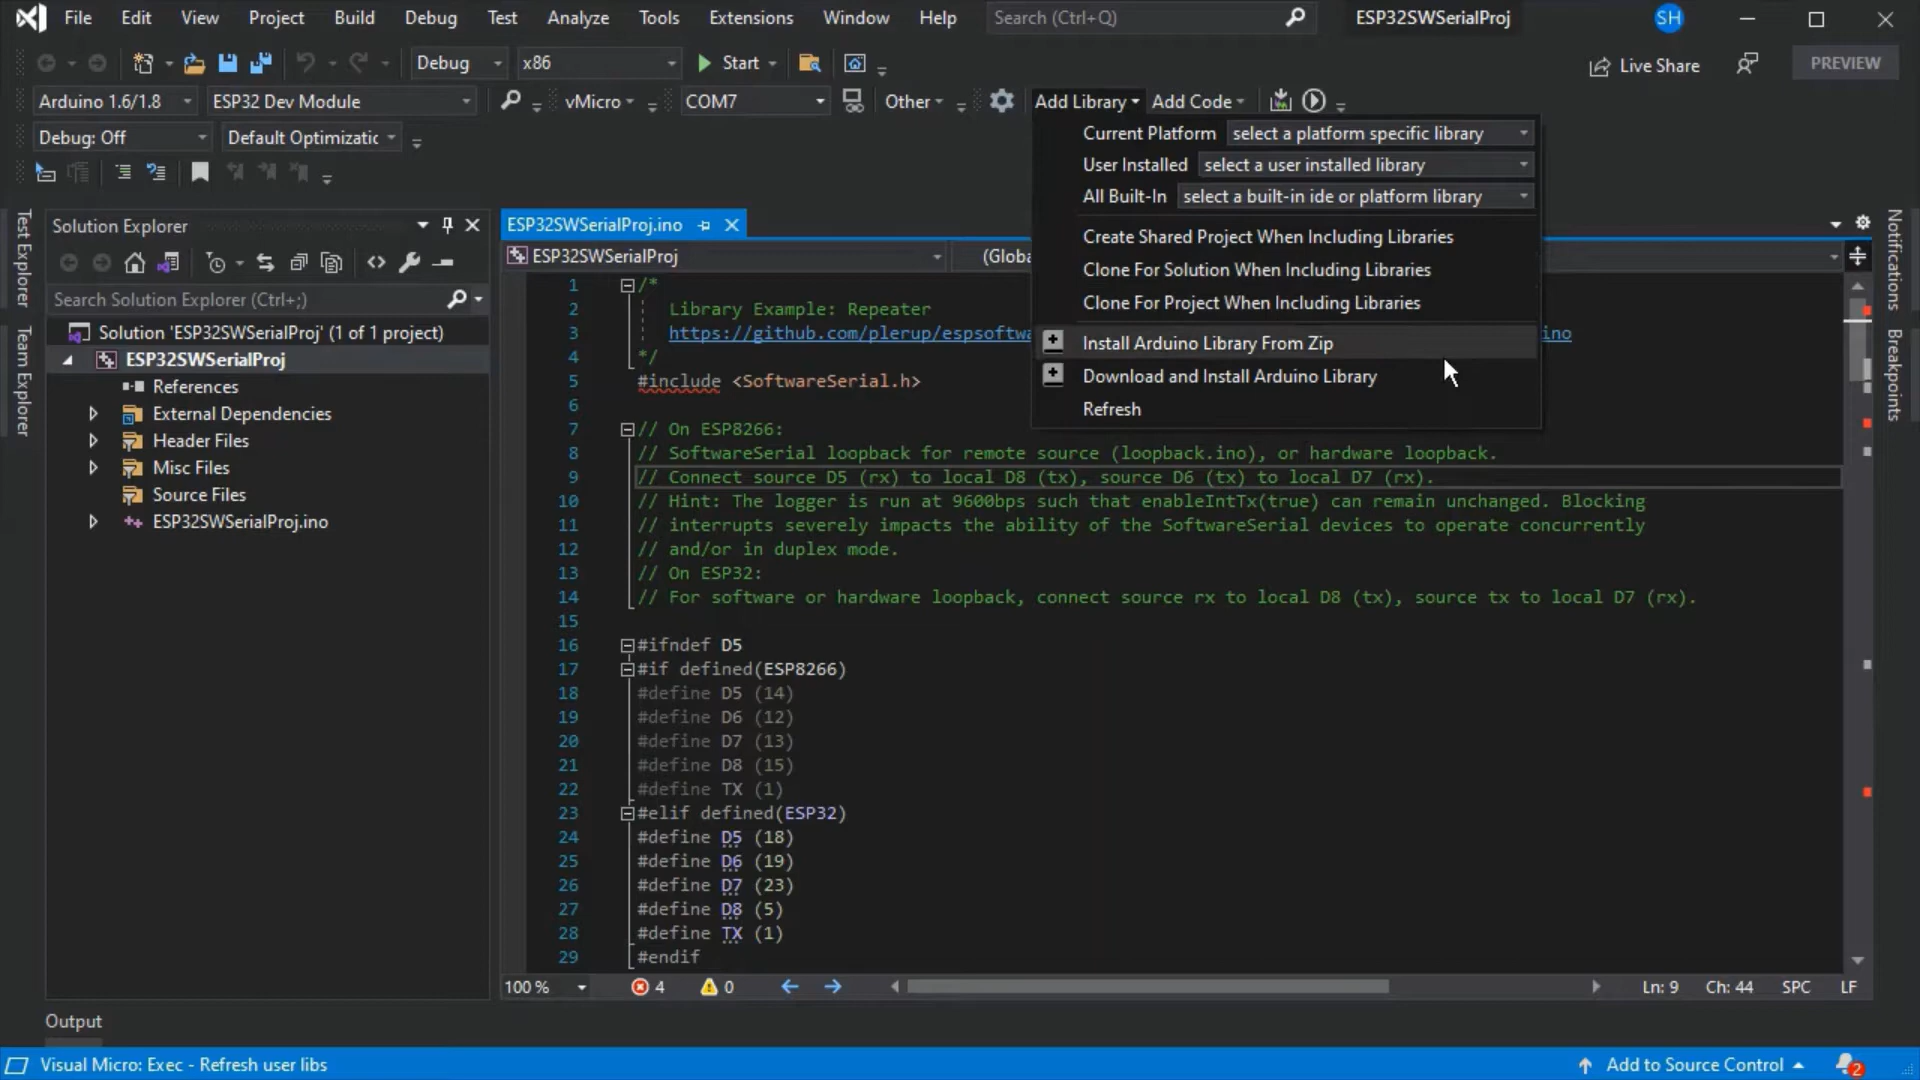 File Edit View Project Build Debug Test Analyze Tools Extensions Window Help Search (Ctrl+Q) ESP32SWSerialProj SH
Debug x86 Start Live Share PREVIEW
Arduino 1.6/1.8 ESP32 Dev Module vMicro COM7 Other Add Library Add Code
Debug: Off Default Optimizatic
Current Platform select a platform specific library
User Installed select a user installed library
All Built-In select a built-in ide or platform library
Create Shared Project When Including Libraries
Clone For Solution When Including Libraries
Clone For Project When Including Libraries
Install Arduino Library From Zip
Download and Install Arduino Library
Refresh
Test Explorer
Team Explorer
Solution Explorer
Search Solution Explorer (Ctrl+;)
Solution 'ESP32SWSerialProj' (1 of 1 project)
ESP32SWSerialProj
References
External Dependencies
Header Files
Misc Files
Source Files
ESP32SWSerialProj.ino
ESP32SWSerialProj.ino
ESP32SWSerialProj (Globa
1 /*
2 Library Example: Repeater
3 https://github.com/plerup/espsoftwa ino
4 */
5 #include <SoftwareSerial.h>
6
7 // On ESP8266:
8 // SoftwareSerial loopback for remote source (loopback.ino), or hardware loopback.
9 // Connect source D5 (rx) to local D8 (tx), source D6 (tx) to local D7 (rx).
10 // Hint: The logger is run at 9600bps such that enableIntTx(true) can remain unchanged. Blocking
11 // interrupts severely impacts the ability of the SoftwareSerial devices to operate concurrently
12 // and/or in duplex mode.
13 // On ESP32:
14 // For software or hardware loopback, connect source rx to local D8 (tx), source tx to local D7 (rx).
15
16 #ifndef D5
17 #if defined(ESP8266)
18 #define D5 (14)
19 #define D6 (12)
20 #define D7 (13)
21 #define D8 (15)
22 #define TX (1)
23 #elif defined(ESP32)
24 #define D5 (18)
25 #define D6 (19)
26 #define D7 (23)
27 #define D8 (5)
28 #define TX (1)
29 #endif
100 % 4 0 Ln: 9 Ch: 44 SPC LF
Notifications
Breakpoints
Output
Visual Micro: Exec - Refresh user libs Add to Source Control 2